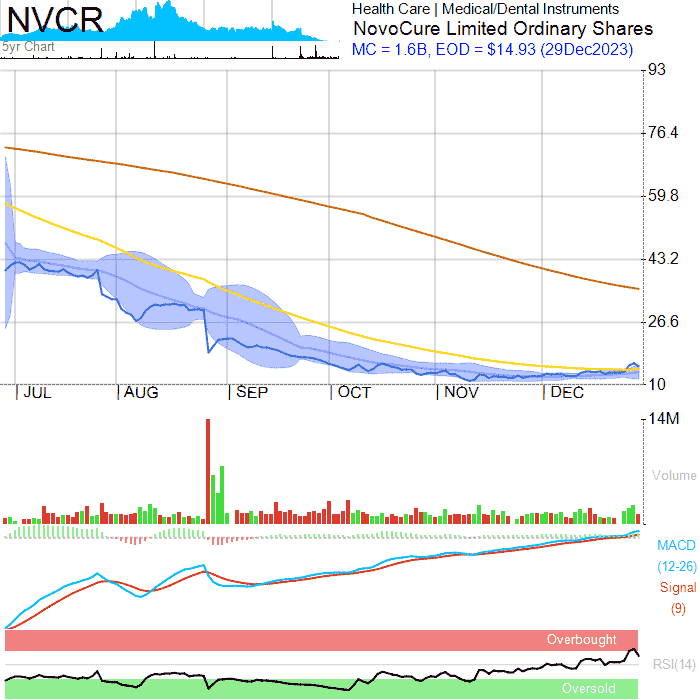 NVCR
5yr Chart
Health Care | Medical/Dental Instruments
NovoCure Limited Ordinary Shares
MC = 1.6B, EOD = $14.93 (29Dec2023)
93
76.4
59.8
43.2
26.6
10
JUL AUG SEP OCT NOV DEC
14M
Volume
MACD
(12-26)
Signal
(9)
Overbought
RSI(14)
Oversold